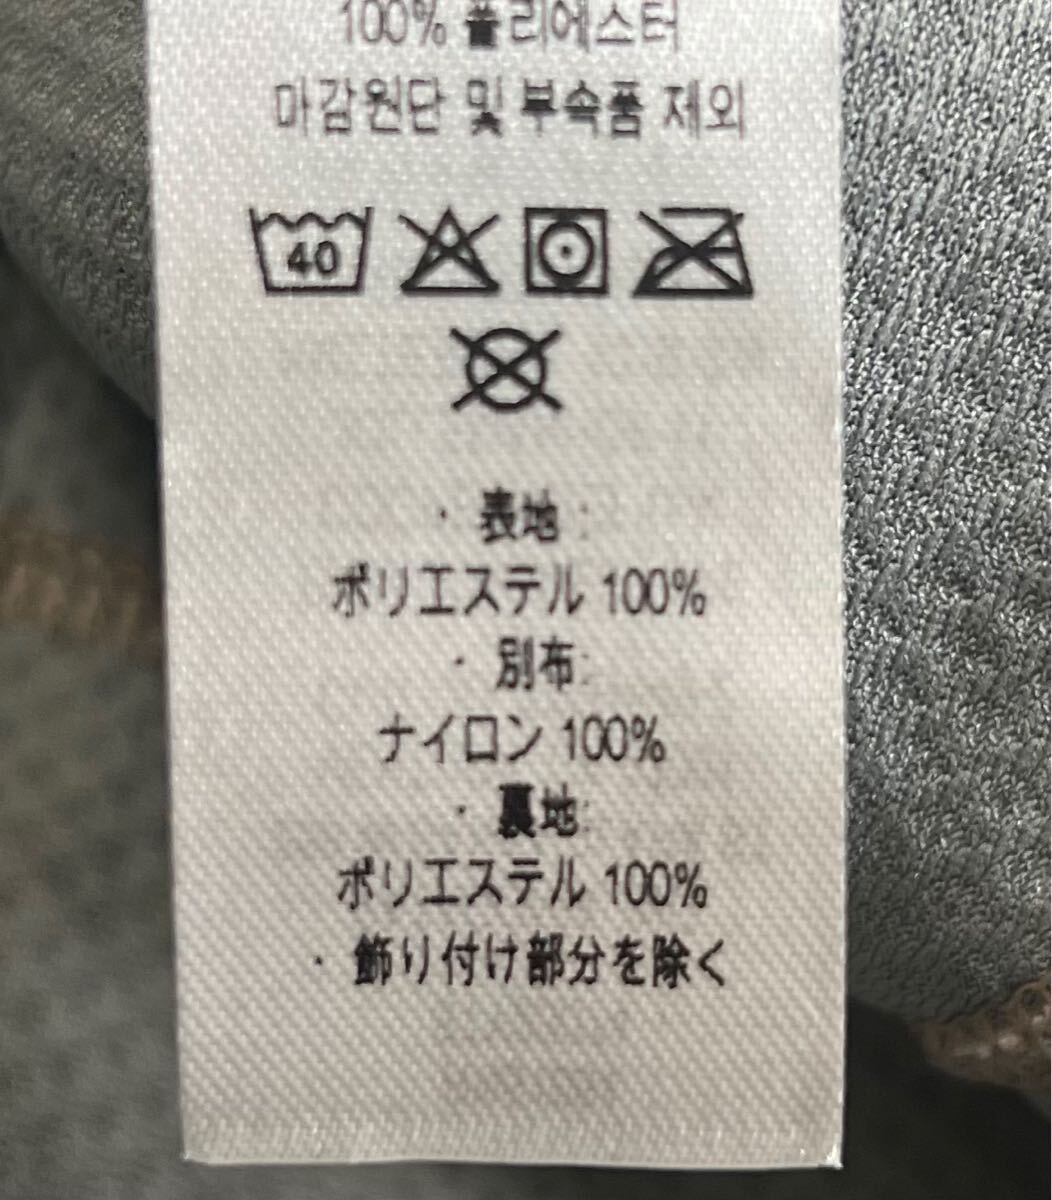 100% 폴리에스터
마감원단 및 부속품 제외
40
・表地:
ポリエステル 100%
・別布:
ナイロン 100%
・裏地:
ポリエステル 100%
・飾り付け部分を除く